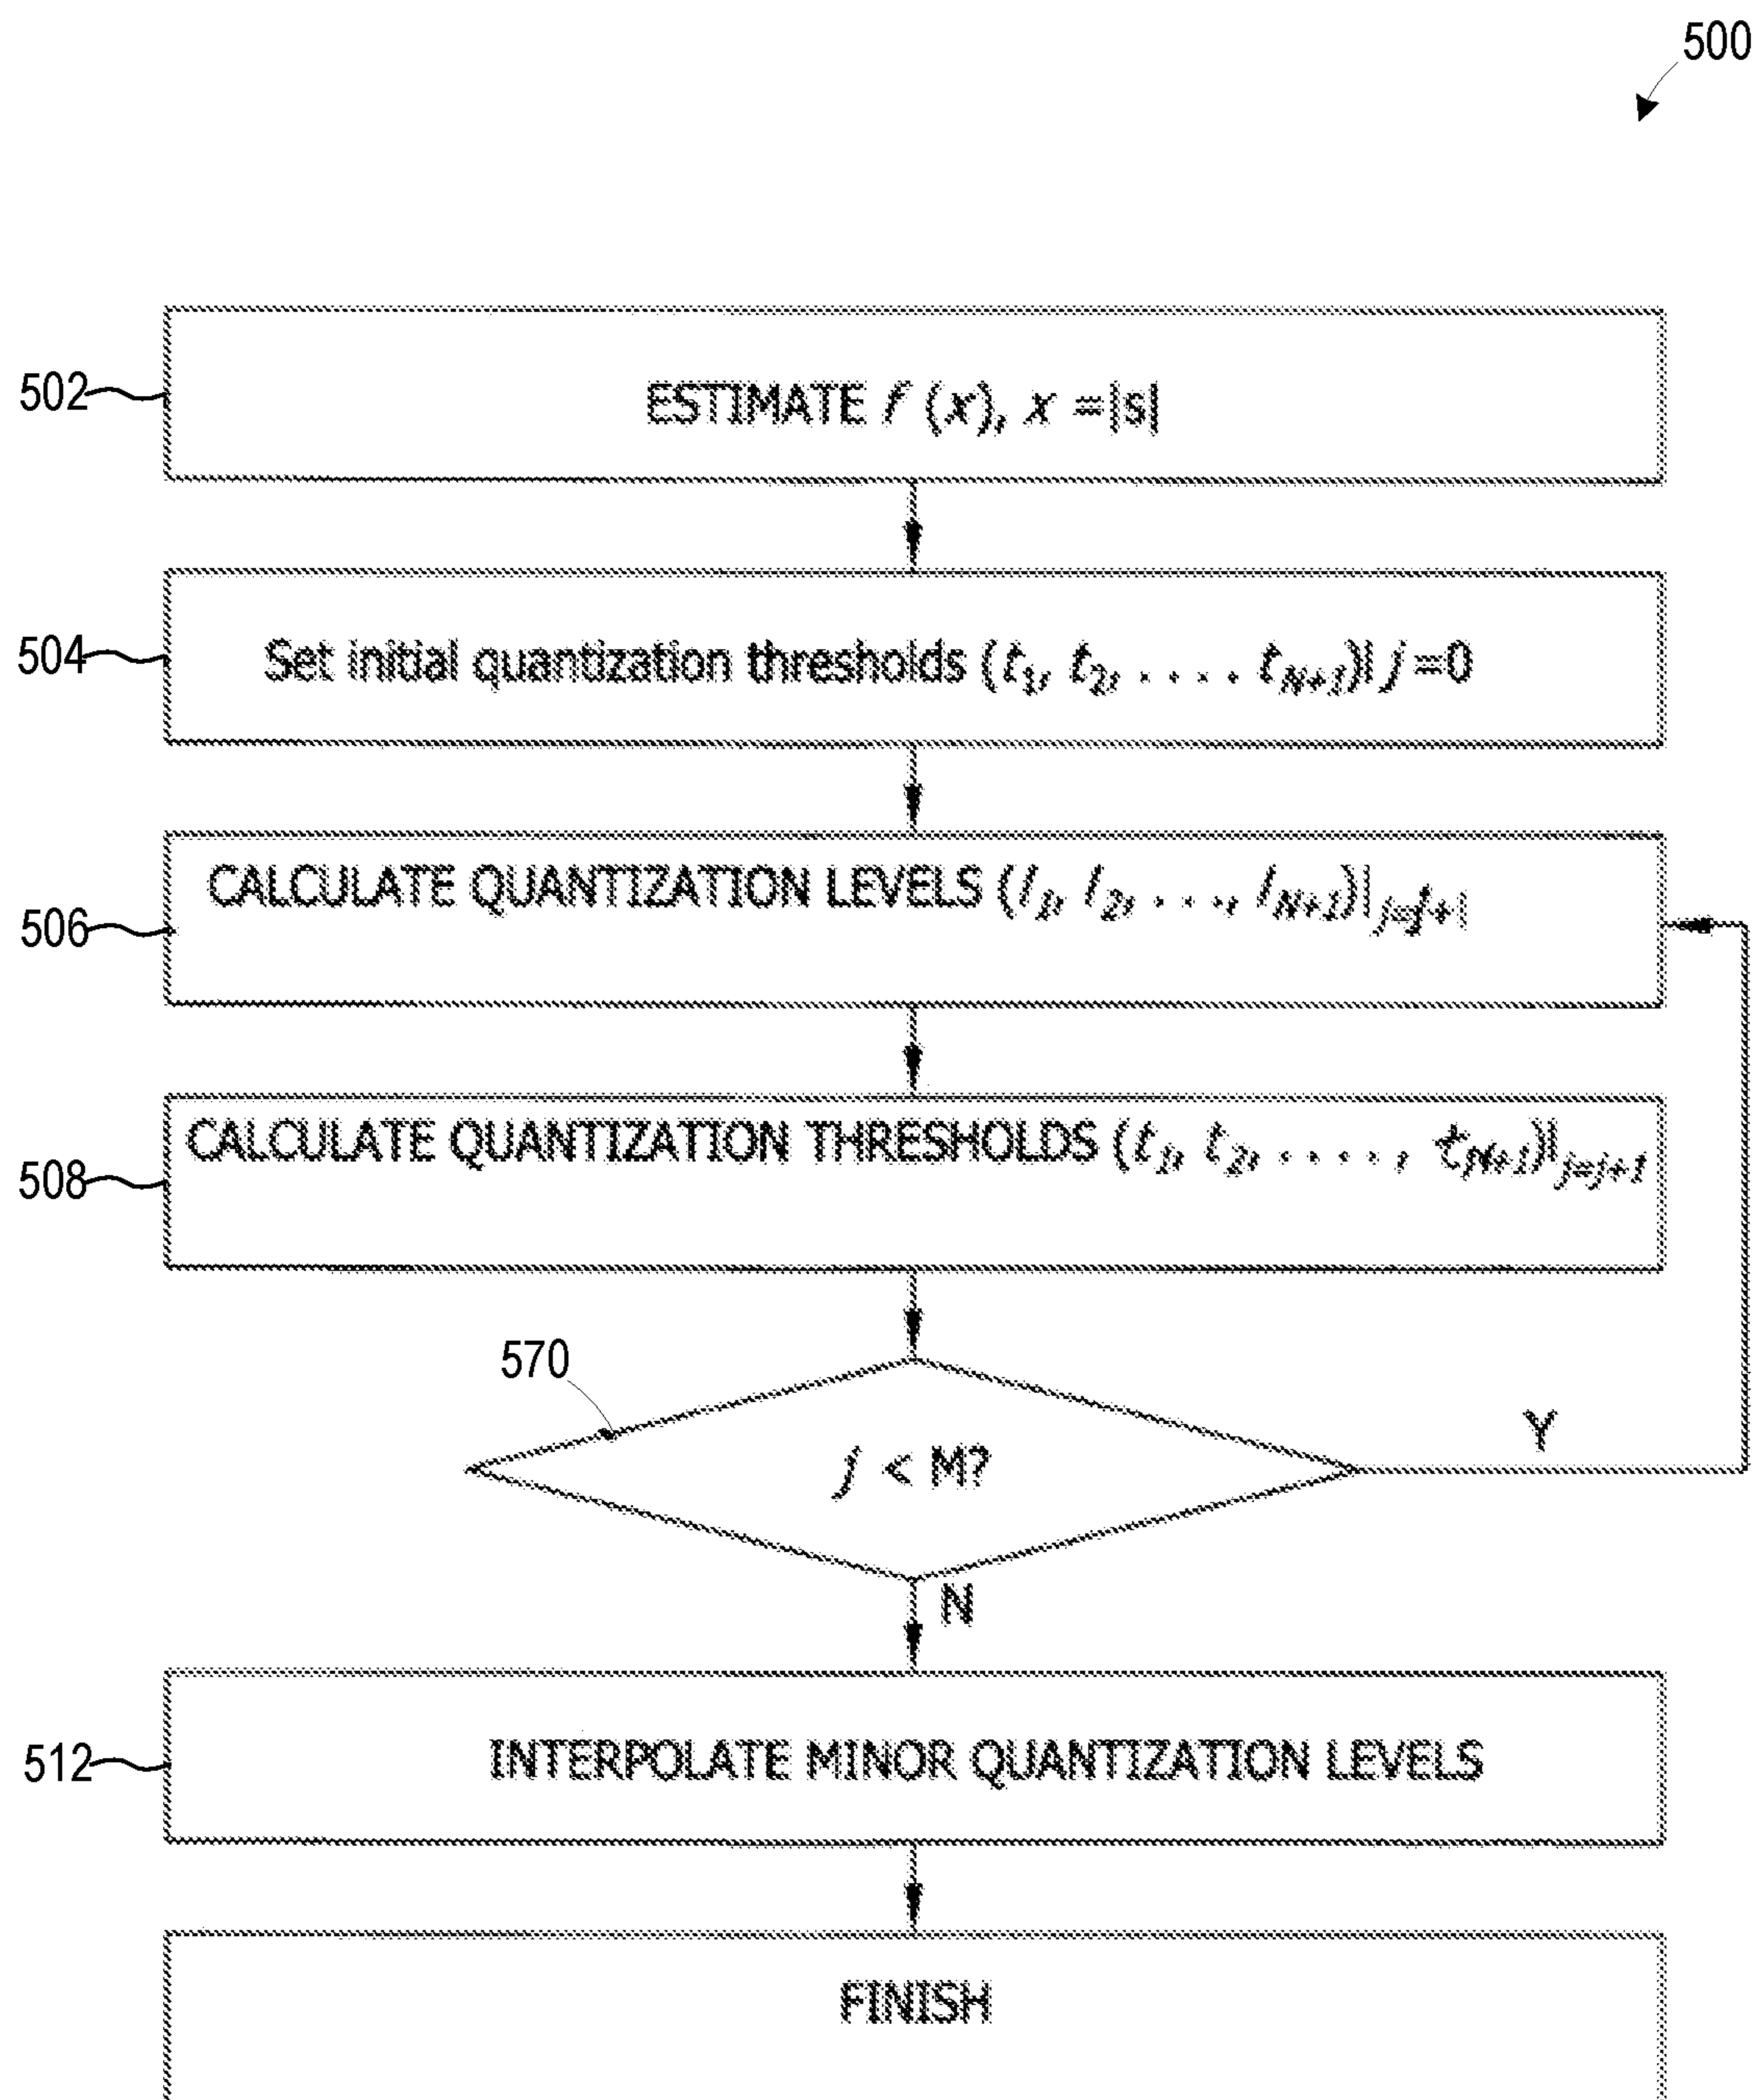 500
502
ESTIMATE f (x), x =|s|
504
Set initial quantization thresholds (t1, t2, . . . . tN+1)| j =0
506
CALCULATE QUANTIZATION LEVELS (l1, l2, . . ., lN+1)|j=j+1
508
CALCULATE QUANTIZATION THRESHOLDS (t1, t2, . . . . , tN+1)|j=j+1
570
j < M?
Y
N
512
INTERPOLATE MINOR QUANTIZATION LEVELS
FINISH